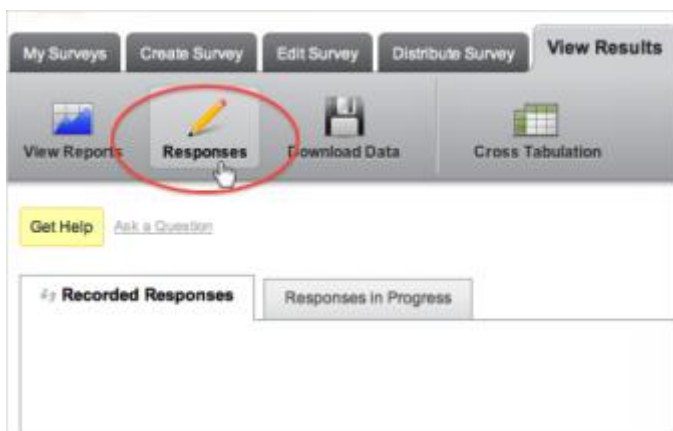 My Surveys Create Survey Edit Survey Distribute Survey View Results
View Reports Responses Download Data Cross Tabulation
Get Help Ask a Question
Recorded Responses Responses in Progress